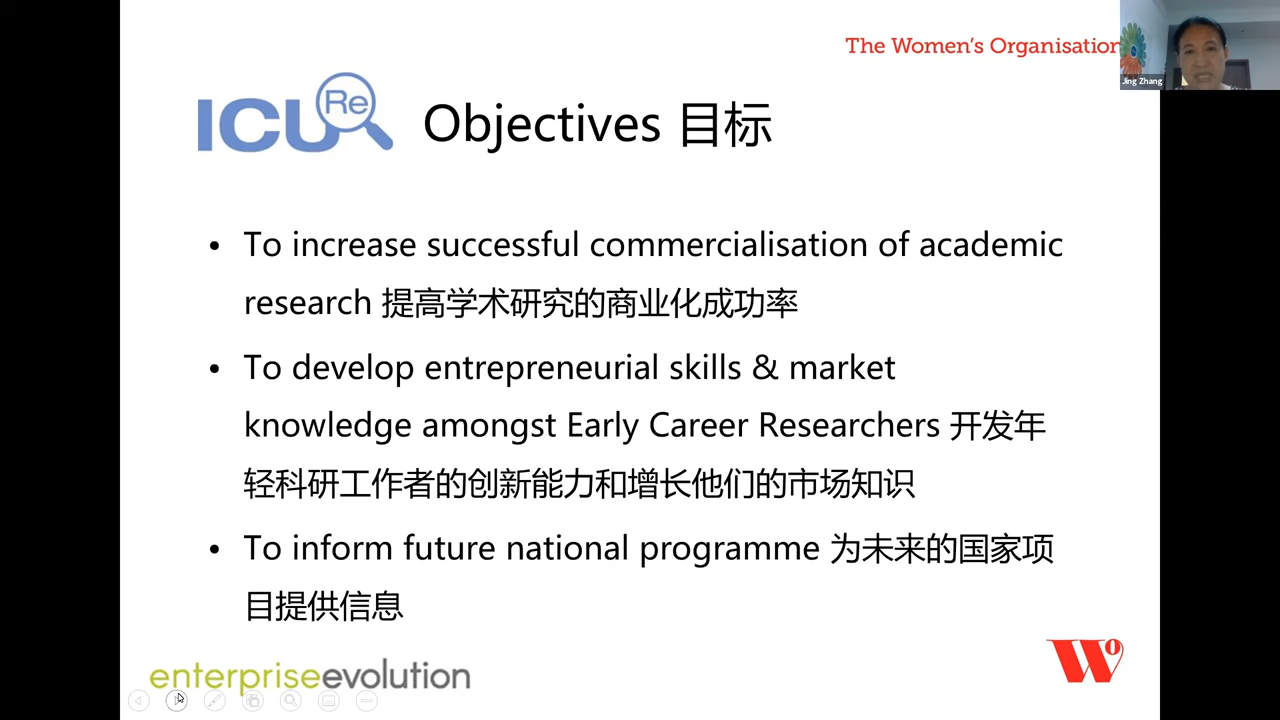 The Women's Organisation
Jing Zhang
ICURe
Objectives 目标
• To increase successful commercialisation of academic
research 提高学术研究的商业化成功率
• To develop entrepreneurial skills & market
knowledge amongst Early Career Researchers 开发年
轻科研工作者的创新能力和增长他们的市场知识
• To inform future national programme 为未来的国家项
目提供信息
enterpriseevolution
Wo